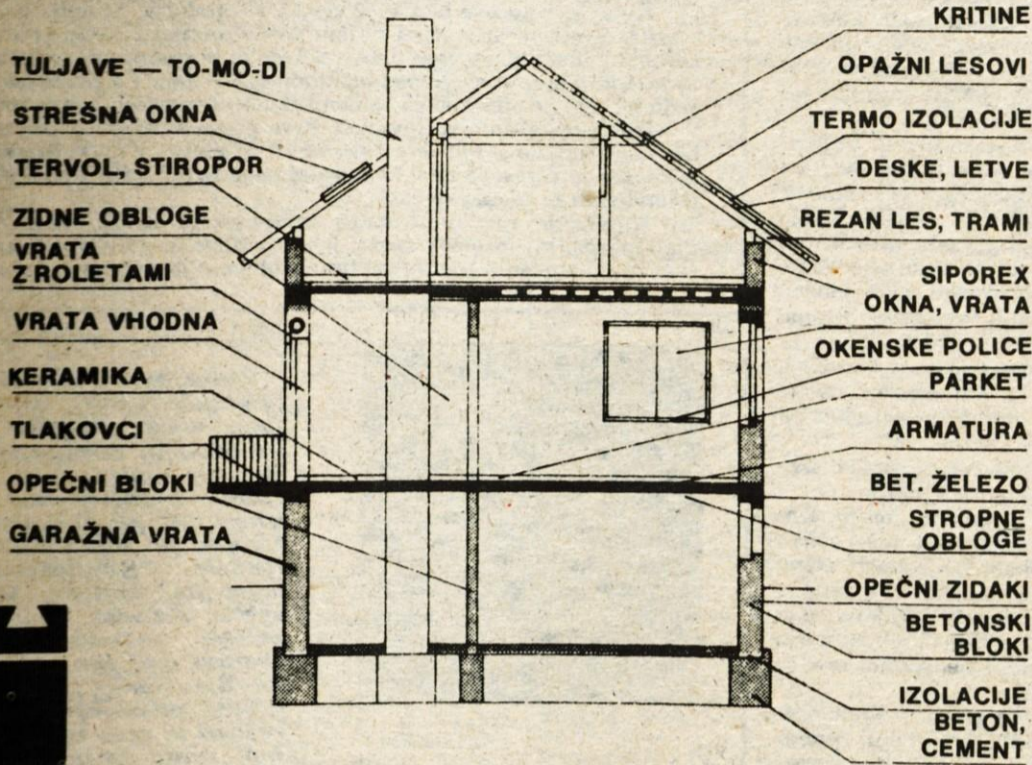 TULJAVE — TO-MO-DI
STREŠNA OKNA
TERVOL, STIROPOR
ZIDNE OBLOGE
VRATA
Z ROLETAMI
VRATA VHODNA
KERAMIKA
TLAKOVCI
OPEČNI BLOKI
GARAŽNA VRATA
KRITINE
OPAŽNI LESOVI
TERMO IZOLACIJE
DESKE, LETVE
REZAN LES, TRAMI
SIPOREX
OKNA, VRATA
OKENSKE POLICE
PARKET
ARMATURA
BET. ŽELEZO
STROPNE
OBLOGE
OPEČNI ZIDAKI
BETONSKI
BLOKI
IZOLACIJE
BETON,
CEMENT